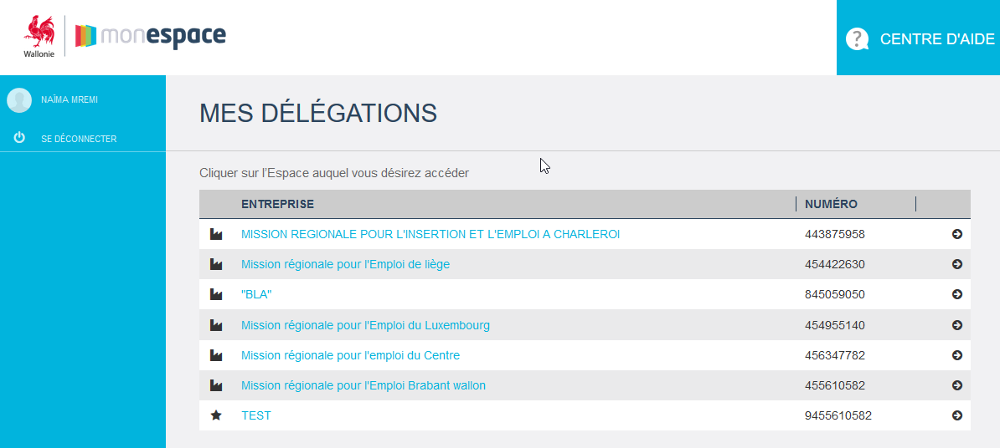 Wallonie
monespace
CENTRE D'AIDE
NAÏMA MREMI
SE DÉCONNECTER
MES DÉLÉGATIONS
Cliquer sur l'Espace auquel vous désirez accéder
ENTREPRISE NUMÉRO
MISSION REGIONALE POUR L'INSERTION ET L'EMPLOI A CHARLEROI 443875958
Mission régionale pour l'Emploi de liège 454422630
"BLA" 845059050
Mission régionale pour l'Emploi du Luxembourg 454955140
Mission régionale pour l'emploi du Centre 456347782
Mission régionale pour l'Emploi Brabant wallon 455610582
TEST 9455610582